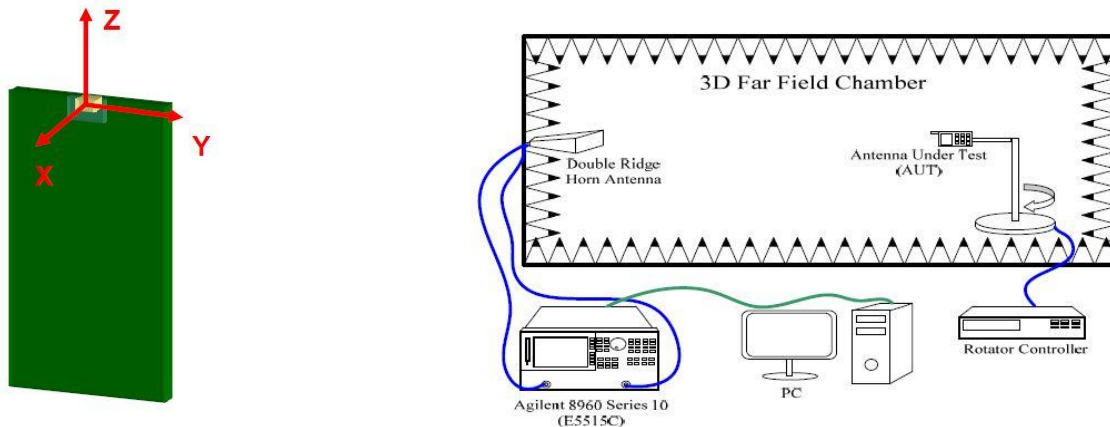 Z
Y
X
3D Far Field Chamber
Double Ridge
Horn Antenna
Antenna Under Test
(AUT)
Agilent 8960 Series 10
(E5515C)
PC
Rotator Controller